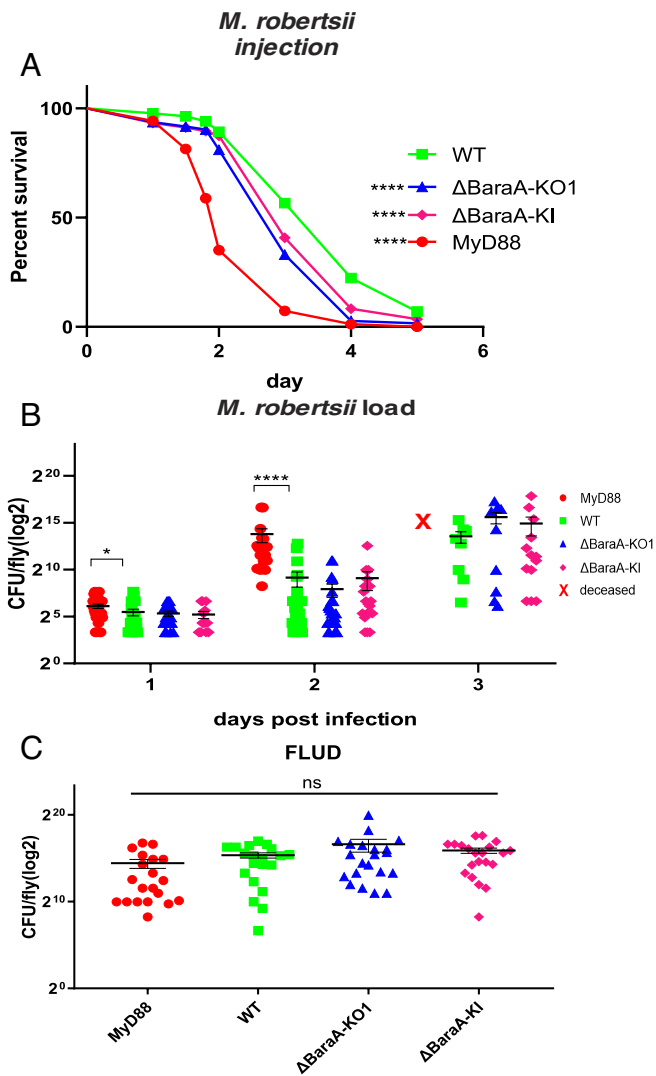 M. robertsii
injection
A
Percent survival
100
50
0
0
2
4
6
day
WT
**** ΔBaraA-KO1
**** ΔBaraA-KI
**** MyD88
B
M. robertsii load
CFU/fly(log2)
2^20
2^15
2^10
2^5
2^0
*
****
X
MyD88
WT
ΔBaraA-KO1
ΔBaraA-KI
X deceased
1
2
3
days post infection
C
FLUD
ns
CFU/fly(log2)
2^20
2^10
2^0
MyD88
WT
ΔBaraA-KO1
ΔBaraA-KI